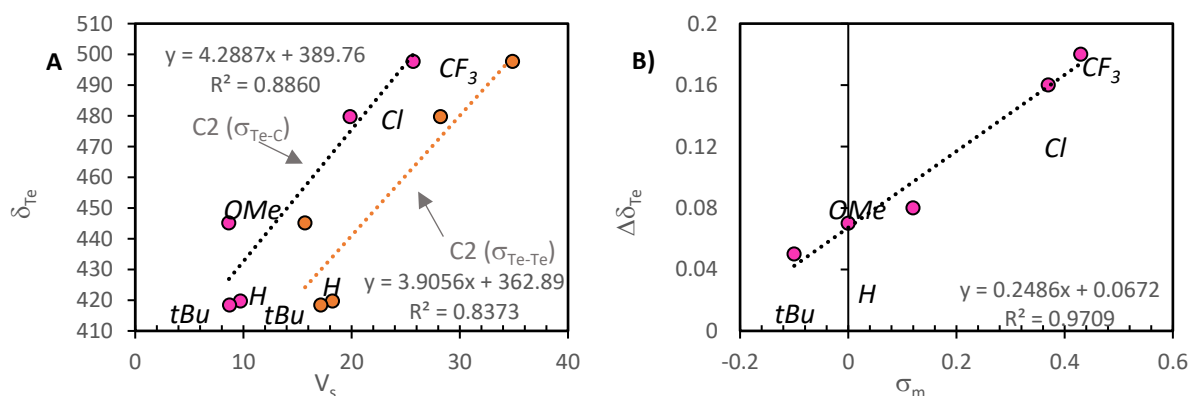 A
510
500
490
480
470
460
450
440
430
420
410
δTe
y = 4.2887x + 389.76
R² = 0.8860
CF3
C2 (σTe-C)
Cl
OMe
C2 (σTe-Te)
H
H
y = 3.9056x + 362.89
tBu
tBu
R² = 0.8373
0
10
20
30
40
Vs
B)
0.2
0.16
0.12
0.08
0.04
0
ΔδTe
CF3
Cl
OMe
H
y = 0.2486x + 0.0672
tBu
R² = 0.9709
-0.2
0
0.2
0.4
0.6
σm